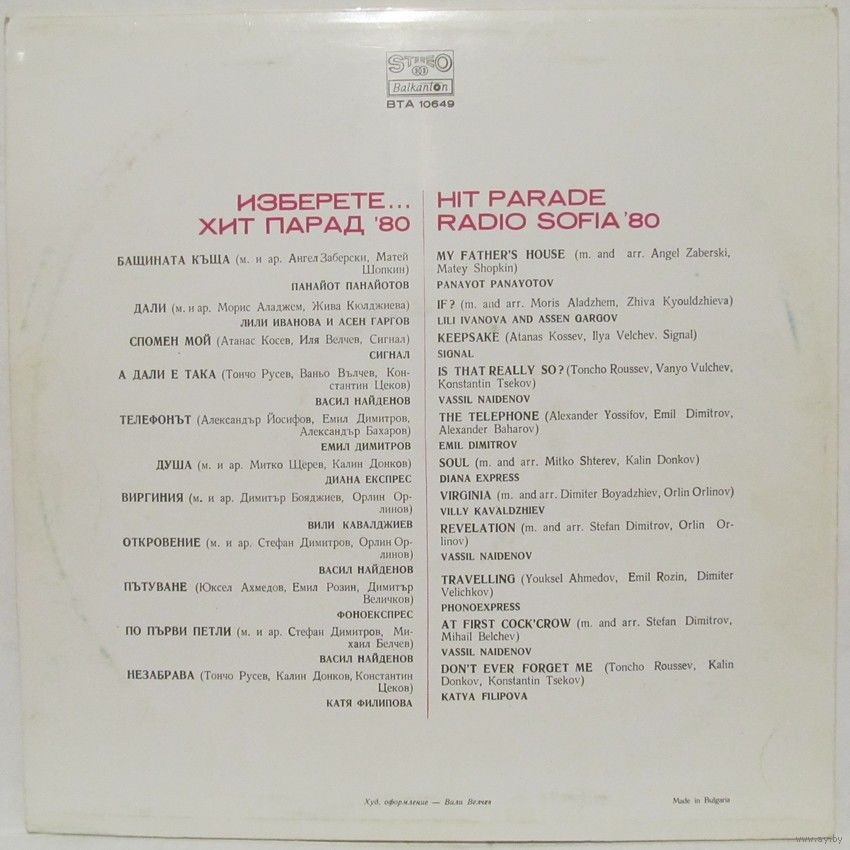 STEREO
Balkanton
BTA 10649
ИЗБЕРЕТЕ...
ХИТ ПАРАД '80
БАЩИНАТА КЪЩА (м. и ар. Ангел Заберски, Матей
Шопкин)
ПАНАЙОТ ПАНАЙОТОВ
ДАЛИ (м. и ар. Морис Аладжем, Жива Кюлджиева)
ЛИЛИ ИВАНОВА И АСЕН ГАРГОВ
СПОМЕН МОЙ (Атанас Косев, Иля Велчев, Сигнал)
СИГНАЛ
А ДАЛИ Е ТАКА (Тончо Русев, Ваньо Вълчев, Кон-
стантин Цеков)
ВАСИЛ НАЙДЕНОВ
ТЕЛЕФОНЪТ (Александър Йосифов, Емил Димитров,
Александър Бахаров)
ЕМИЛ ДИМИТРОВ
ДУША (м. и ар. Митко Щерев, Калин Донков)
ДИАНА ЕКСПРЕС
ВИРГИНИЯ (м. и ар. Димитър Бояджиев, Орлин Ор-
линов)
ВИЛИ КАВАЛДЖИЕВ
ОТКРОВЕНИЕ (м. и ар. Стефан Димитров, Орлин Ор-
линов)
ВАСИЛ НАЙДЕНОВ
ПЪТУВАНЕ (Юксел Ахмедов, Емил Розин, Димитър
Величков)
ФОНОЕКСПРЕС
ПО ПЪРВИ ПЕТЛИ (м. и ар. Стефан Димитров, Ми-
хаил Белчев)
ВАСИЛ НАЙДЕНОВ
НЕЗАБРАВА (Тончо Русев, Калин Донков, Константин
Цеков)
КАТЯ ФИЛИПОВА
HIT PARADE
RADIO SOFIA '80
MY FATHER'S HOUSE (m. and arr. Angel Zaberski,
Matey Shopkin)
PANAYOT PANAYOTOV
IF? (m. and arr. Moris Aladzhem, Zhiva Kyouldzhieva)
LILI IVANOVA AND ASSEN GARGOV
KEEPSAKE (Atanas Kossev, Ilya Velchev. Signal)
SIGNAL
IS THAT REALLY SO? (Toncho Roussev, Vanyo Vulchev,
Konstantin Tsekov)
VASSIL NAIDENOV
THE TELEPHONE (Alexander Yossifov, Emil Dimitrov,
Alexander Baharov)
EMIL DIMITROV
SOUL (m. and arr. Mitko Shterev, Kalin Donkov)
DIANA EXPRESS
VIRGINIA (m. and arr. Dimiter Boyadzhiev, Orlin Orlinov)
VILLY KAVALDZHIEV
REVELATION (m. and arr. Stefan Dimitrov, Orlin Or-
linov)
VASSIL NAIDENOV
TRAVELLING (Youksel Ahmedov, Emil Rozin, Dimiter
Velichkov)
PHONOEXPRESS
AT FIRST COCK'CROW (m. and arr. Stefan Dimitrov,
Mihail Belchev)
VASSIL NAIDENOV
DON'T EVER FORGET ME (Toncho Roussev, Kalin
Donkov, Konstantin Tsekov)
KATYA FILIPOVA
Худ. оформление — Вили Велчев
Made in Bulgaria
www.ay.by